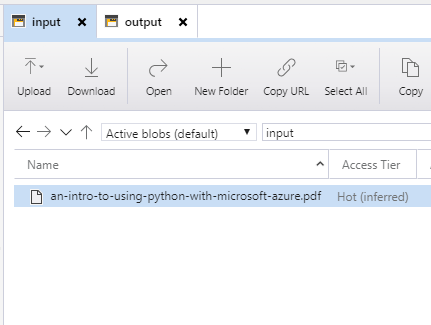 input output
Upload Download Open New Folder Copy URL Select All Copy
Active blobs (default) input
Name Access Tier
an-intro-to-using-python-with-microsoft-azure.pdf Hot (inferred)